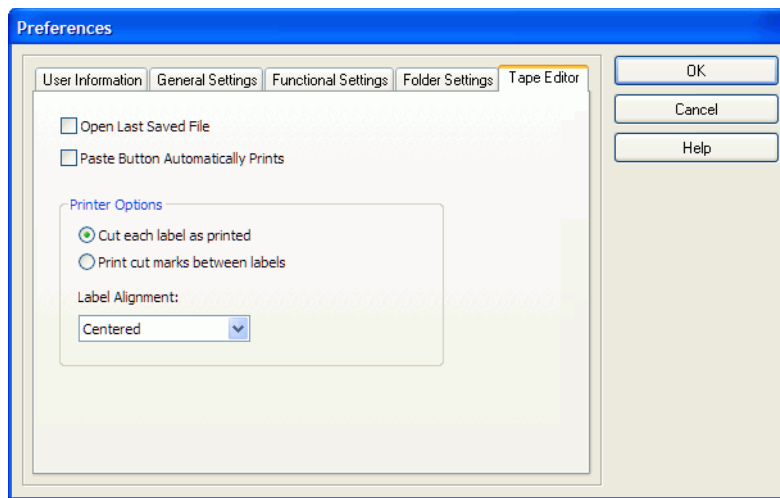 Preferences
User Information General Settings Functional Settings Folder Settings Tape Editor
OK
Cancel
Help
Open Last Saved File
Paste Button Automatically Prints
Printer Options
Cut each label as printed
Print cut marks between labels
Label Alignment:
Centered